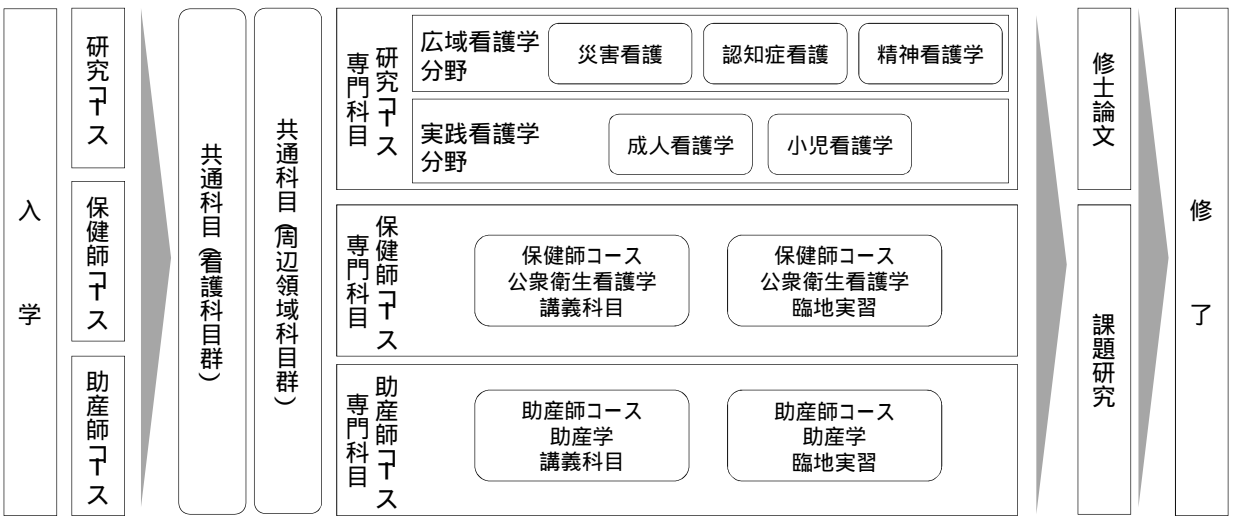 入学
研究コース
保健師コース
助産師コース
共通科目(看護科目群)
共通科目(周辺領域科目群)
研究コース
専門科目
広域看護学
分野
災害看護
認知症看護
精神看護学
実践看護学
分野
成人看護学
小児看護学
保健師コース
専門科目
保健師コース
公衆衛生看護学
講義科目
保健師コース
公衆衛生看護学
臨地実習
助産師コース
専門科目
助産師コース
助産学
講義科目
助産師コース
助産学
臨地実習
修士論文
課題研究
修了